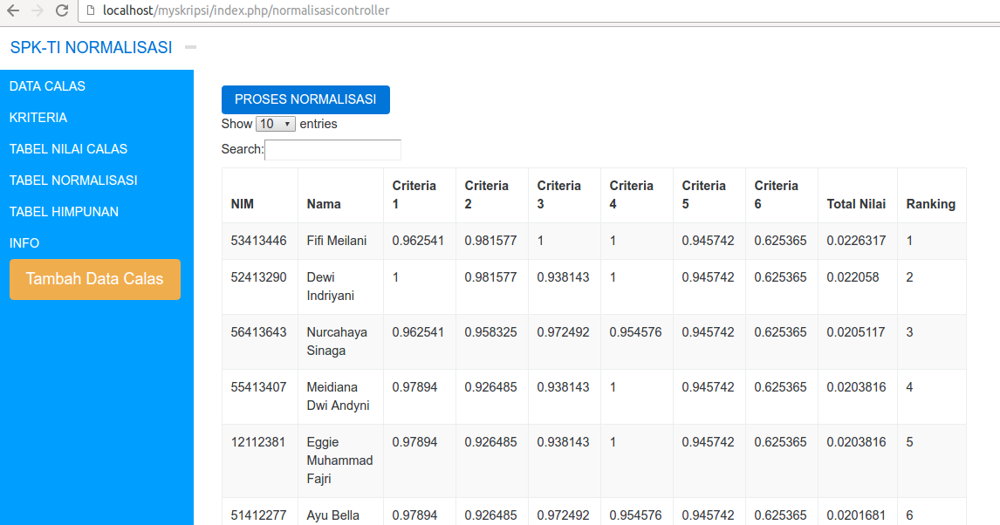 localhost/myskripsi/index.php/normalisasicontroller
SPK-TI NORMALISASI
DATA CALAS
KRITERIA
TABEL NILAI CALAS
TABEL NORMALISASI
TABEL HIMPUNAN
INFO
Tambah Data Calas
PROSES NORMALISASI
Show 10 entries
Search:
NIM Nama Criteria 1 Criteria 2 Criteria 3 Criteria 4 Criteria 5 Criteria 6 Total Nilai Ranking
53413446 Fifi Meilani 0.962541 0.981577 1 1 0.945742 0.625365 0.0226317 1
52413290 Dewi Indriyani 1 0.981577 0.938143 1 0.945742 0.625365 0.022058 2
56413643 Nurcahaya Sinaga 0.962541 0.958325 0.972492 0.954576 0.945742 0.625365 0.0205117 3
55413407 Meidiana Dwi Andyni 0.97894 0.926485 0.938143 1 0.945742 0.625365 0.0203816 4
12112381 Eggie Muhammad Fajri 0.97894 0.926485 0.938143 1 0.945742 0.625365 0.0203816 5
51412277 Ayu Bella 0.97894 0.926485 0.972492 0.954576 0.945742 0.625365 0.0201681 6